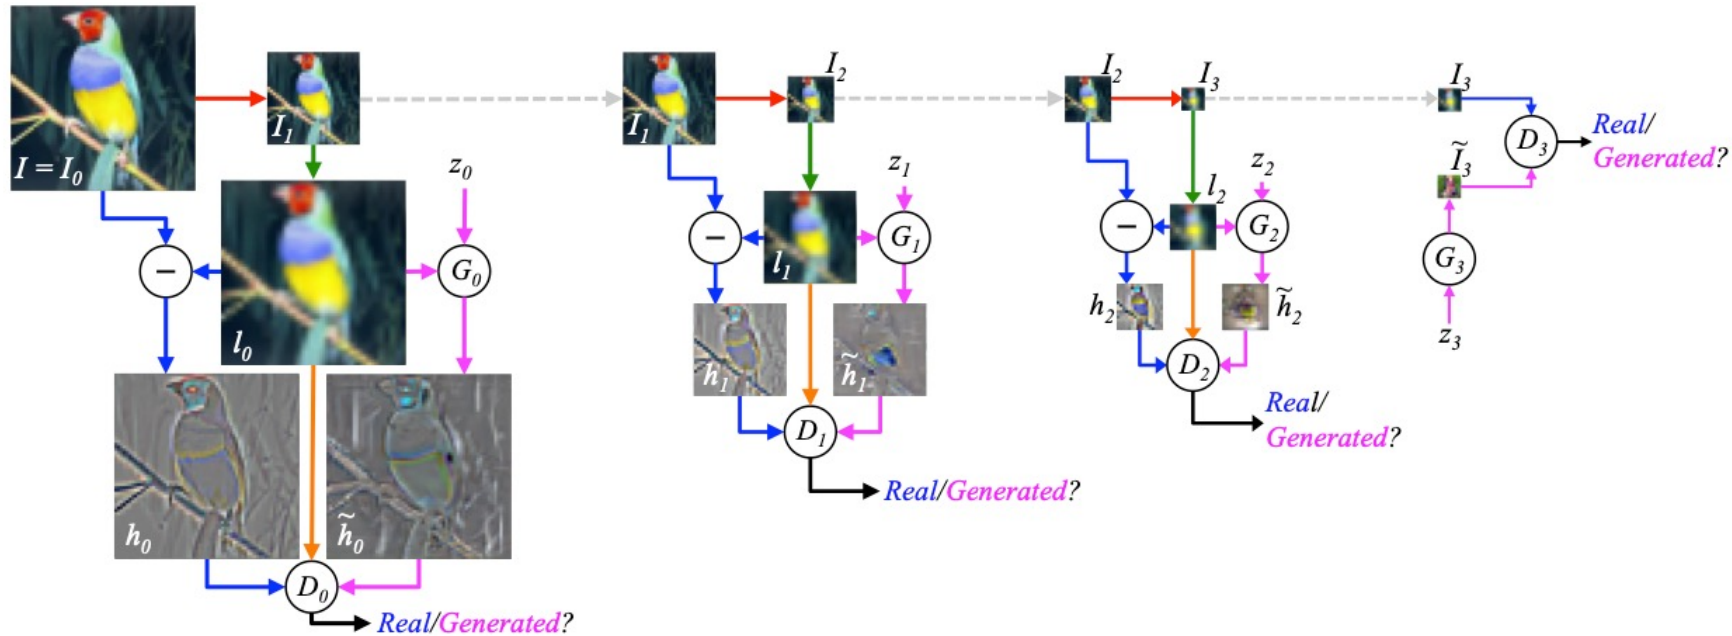 I = I₀
I₁
l₀
z₀
−
G₀
h₀
h̃₀
D₀
Real/Generated?
I₁
I₂
l₁
z₁
−
G₁
h₁
h̃₁
D₁
Real/Generated?
I₂
I₃
l₂
z₂
−
G₂
h₂
h̃₂
D₂
Real/
Generated?
I₃
Ĩ₃
G₃
z₃
D₃
Real/
Generated?